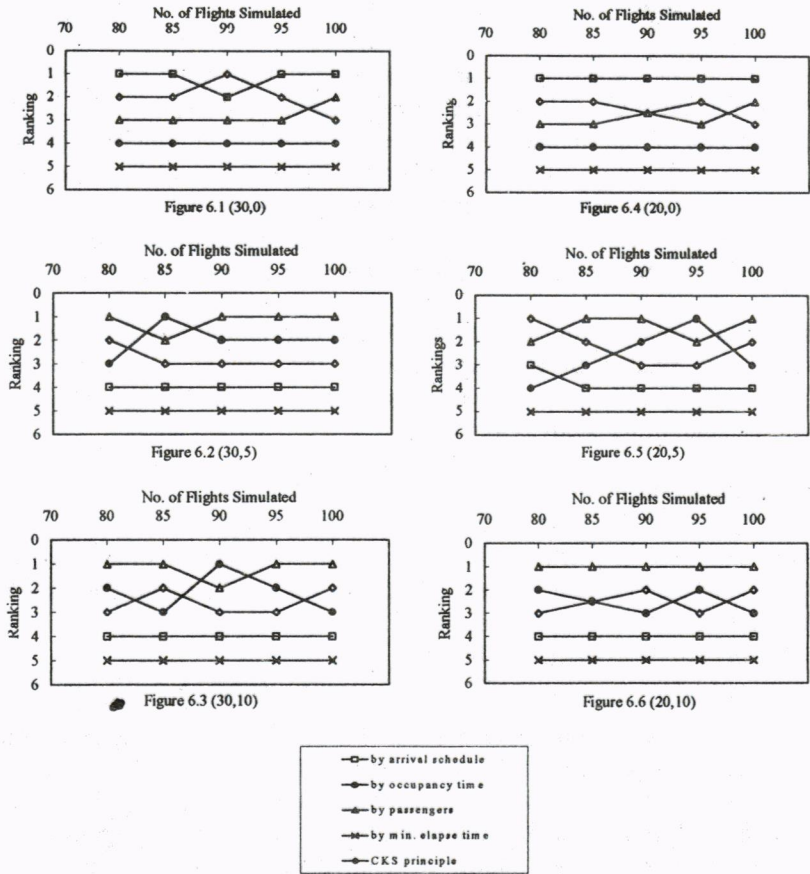 No. of Flights Simulated
70 80 85 90 95 100
0
1
2
3
4
5
6
Ranking
Figure 6.1 (30,0)
No. of Flights Simulated
70 80 85 90 95 100
0
1
2
3
4
5
6
Ranking
Figure 6.4 (20,0)
No. of Flights Simulated
70 80 85 90 95 100
0
1
2
3
4
5
6
Ranking
Figure 6.2 (30,5)
No. of Flights Simulated
70 80 85 90 95 100
0
1
2
3
4
5
6
Rankings
Figure 6.5 (20,5)
No. of Flights Simulated
70 80 85 90 95 100
0
1
2
3
4
5
6
Ranking
Figure 6.3 (30,10)
No. of Flights Simulated
70 80 85 90 95 100
0
1
2
3
4
5
6
Ranking
Figure 6.6 (20,10)
by arrival schedule
by occupancy time
by passengers
by min. elapse time
CKS principle